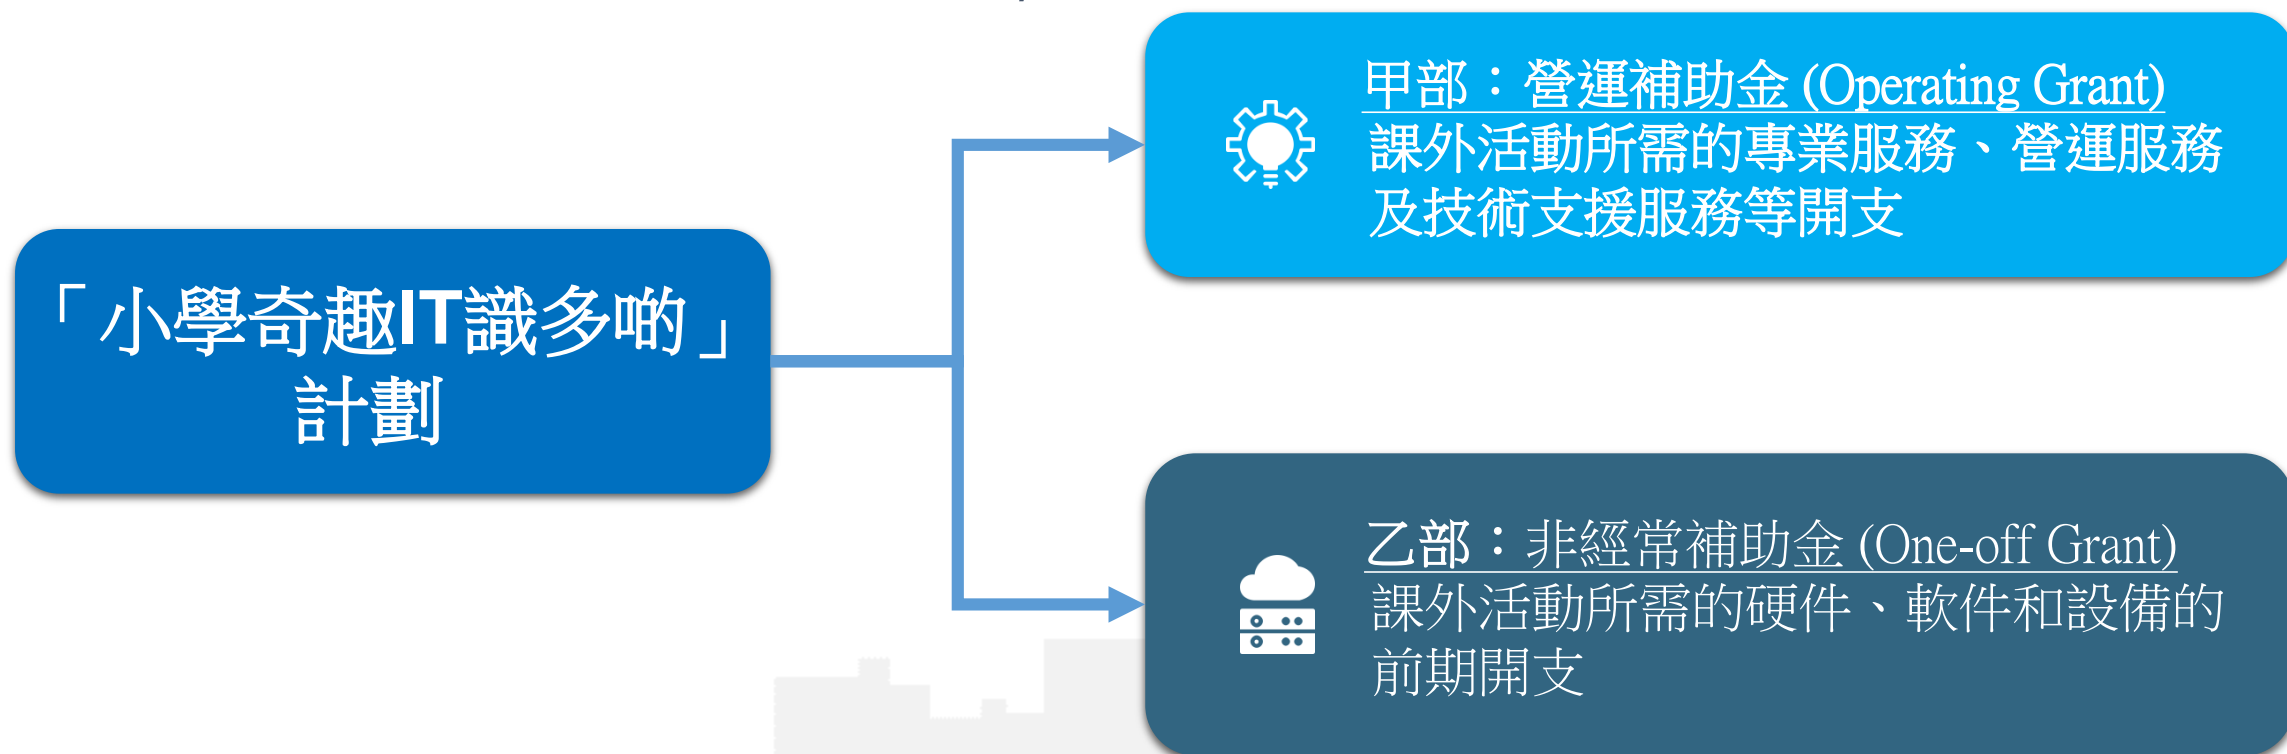 「小學奇趣IT識多啲」
計劃
甲部：營運補助金 (Operating Grant)
課外活動所需的專業服務、營運服務
及技術支援服務等開支
乙部：非經常補助金 (One-off Grant)
課外活動所需的硬件、軟件和設備的
前期開支